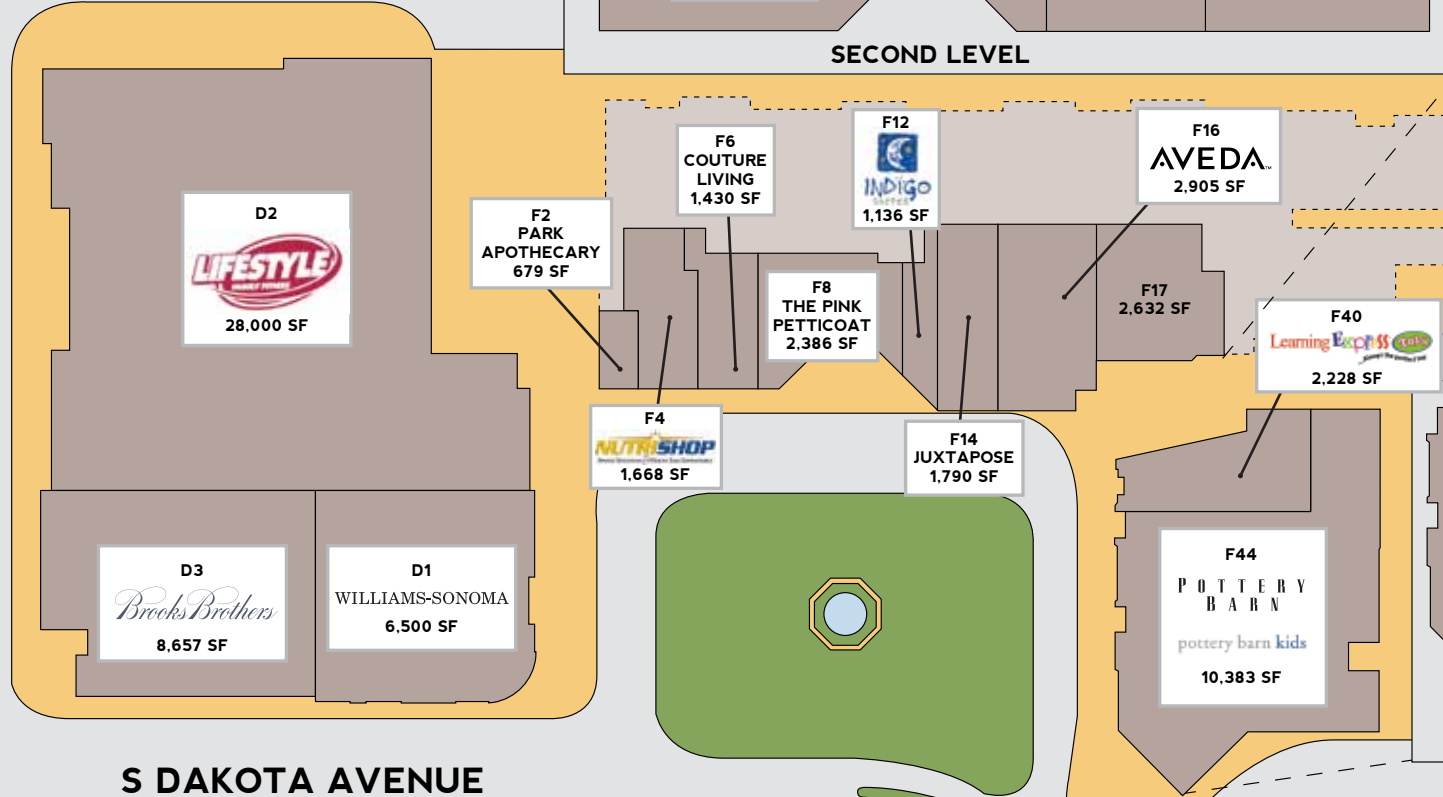 SECOND LEVEL
D2
LIFESTYLE
FAMILY FITNESS
28,000 SF
F2
PARK
APOTHECARY
679 SF
F6
COUTURE
LIVING
1,430 SF
F12
INDIGO
1,136 SF
F16
AVEDA™
2,905 SF
F8
THE PINK
PETTICOAT
2,386 SF
F17
2,632 SF
F40
Learning Express toys
2,228 SF
F4
NUTRISHOP
1,668 SF
F14
JUXTAPOSE
1,790 SF
D3
Brooks Brothers
8,657 SF
D1
WILLIAMS-SONOMA
6,500 SF
F44
POTTERY
BARN
pottery barn kids
10,383 SF
S DAKOTA AVENUE